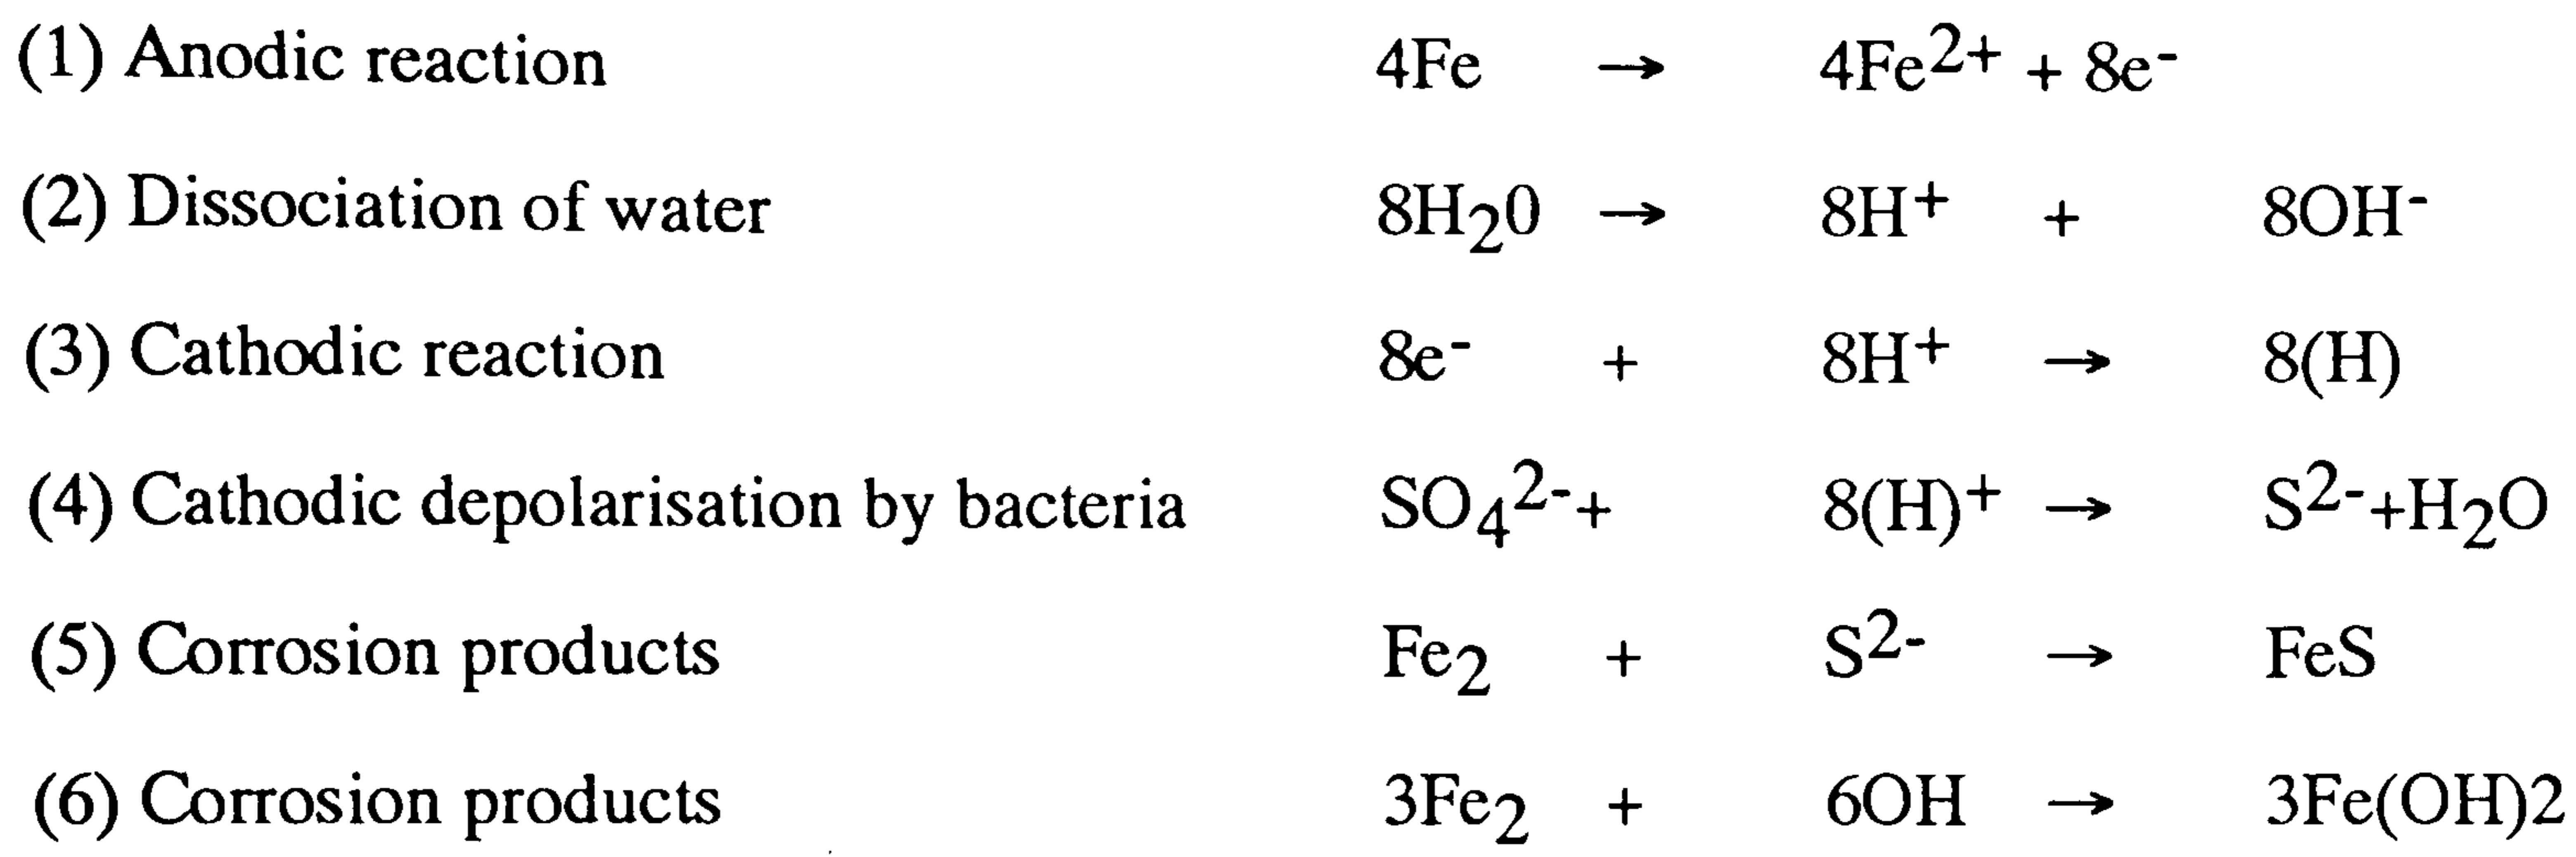 (1) Anodic reaction 4Fe → 4Fe²⁺ + 8e⁻
(2) Dissociation of water 8H₂0 → 8H⁺ + 8OH⁻
(3) Cathodic reaction 8e⁻ + 8H⁺ → 8(H)
(4) Cathodic depolarisation by bacteria SO₄²⁻+ 8(H)⁺ → S²⁻+H₂O
(5) Corrosion products Fe₂ + S²⁻ → FeS
(6) Corrosion products 3Fe₂ + 6OH → 3Fe(OH)2